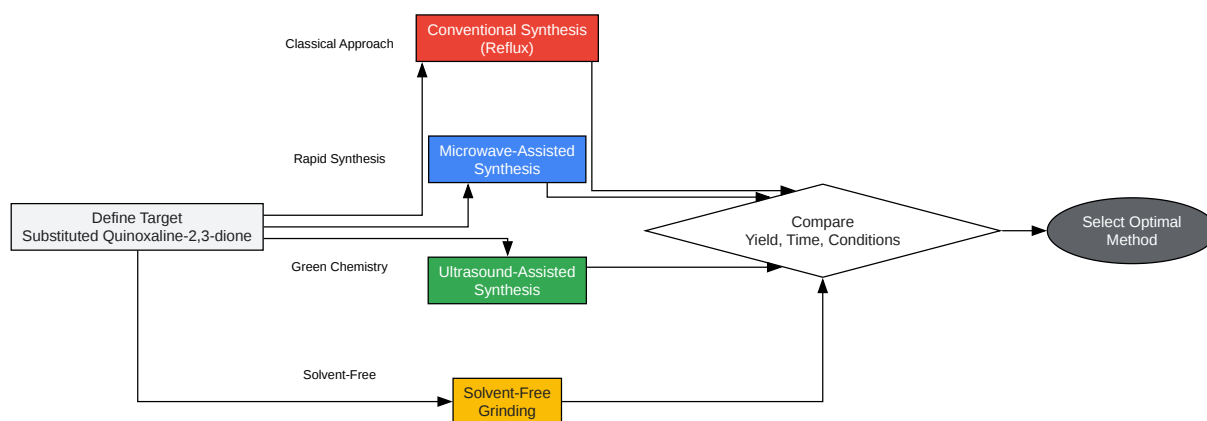 Conventional Synthesis
(Reflux)
Classical Approach
Microwave-Assisted
Synthesis
Rapid Synthesis
Define Target
Substituted Quinoxaline-2,3-dione
Compare
Yield, Time, Conditions
Select Optimal
Method
Green Chemistry
Ultrasound-Assisted
Synthesis
Solvent-Free
Solvent-Free
Grinding